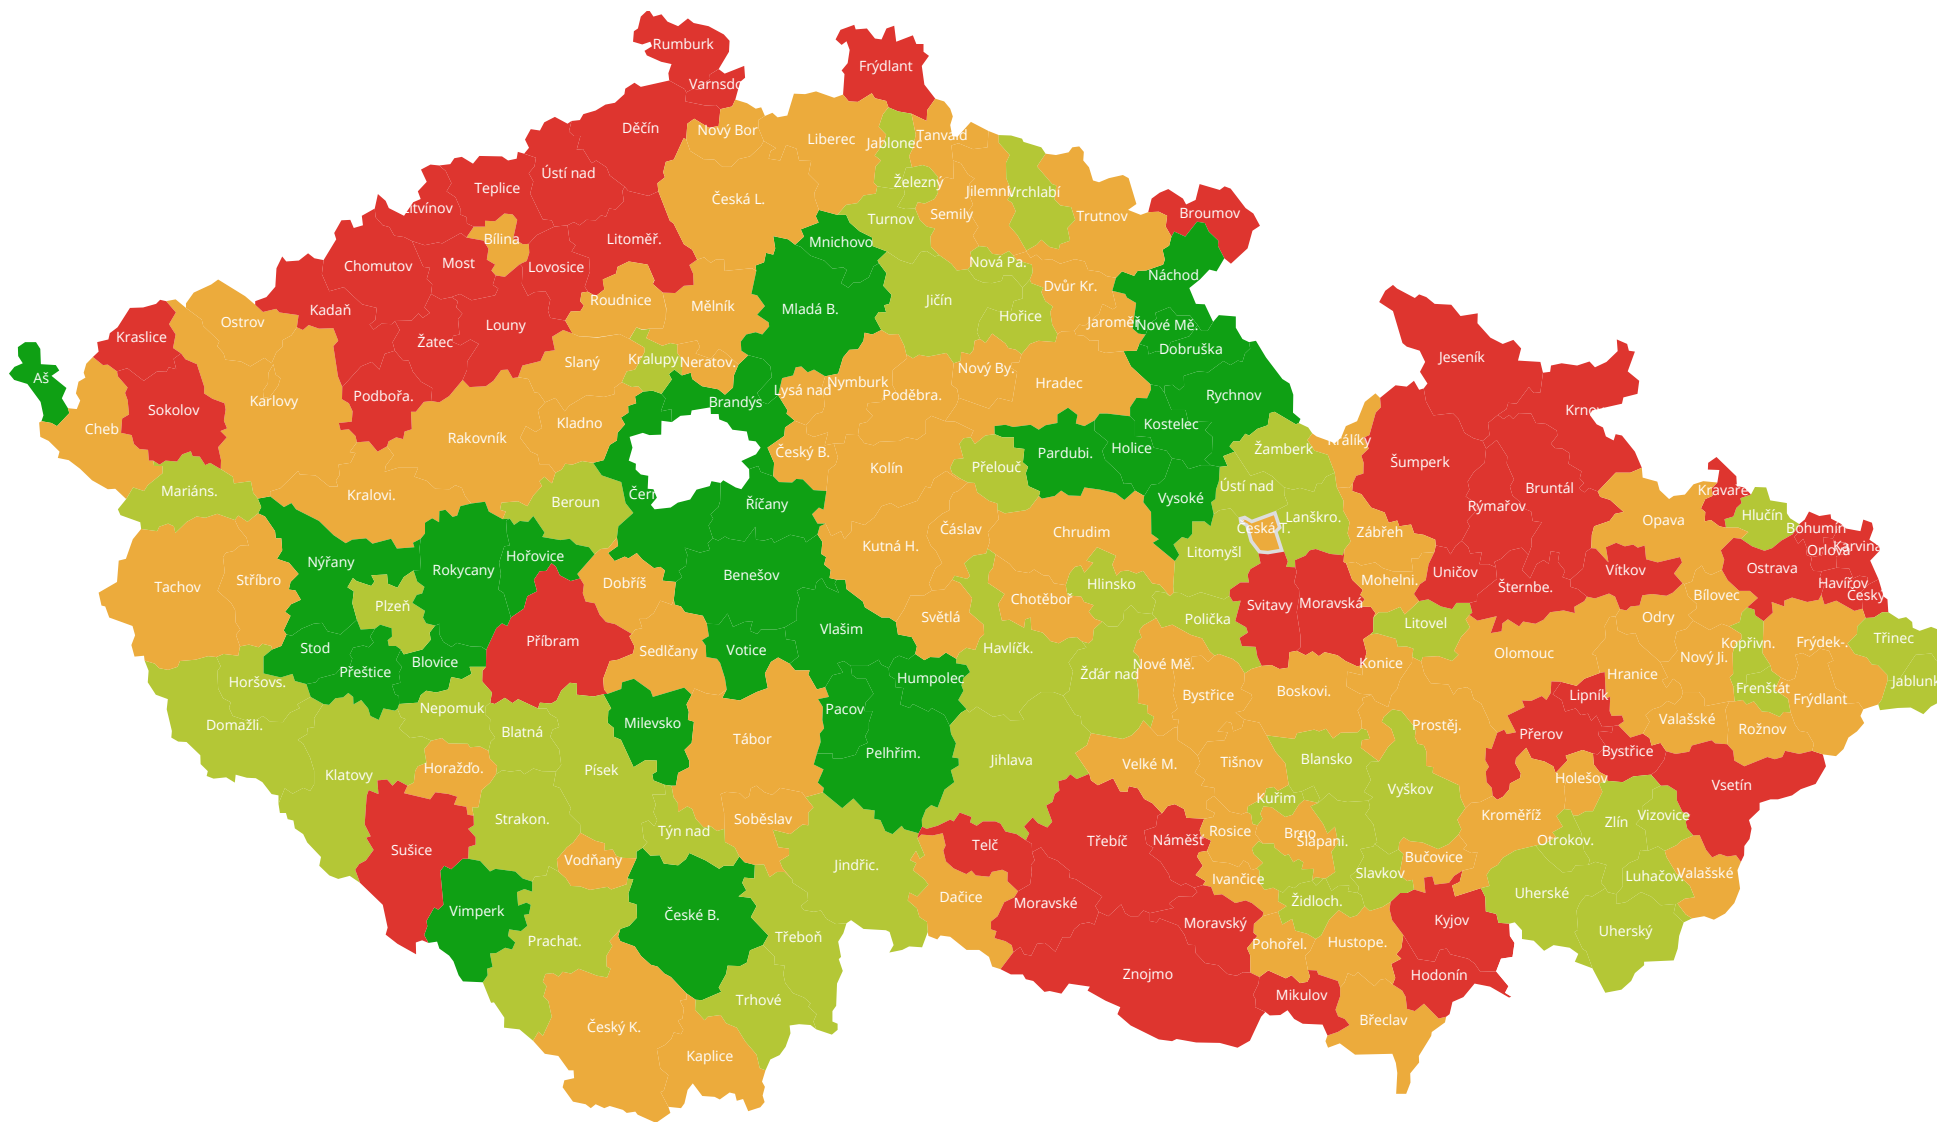 Rumburk
Frýdlant
Varnsdo
Děčín
Nový Bor
Liberec
Jablonec
Tanvald
Ústí nad
Teplice
Železný
Jilemni
Vrchlabí
Česká L.
Litvínov
Turnov
Semily
Trutnov
Broumov
Bílina
Litoměř.
Mnichovo
Chomutov
Most
Lovosice
Nová Pa.
Náchod
Dvůr Kr.
Roudnice
Mělník
Mladá B.
Jičín
Kadaň
Ostrov
Hořice
Jaroměř
Nové Mě.
Louny
Kraslice
Žatec
Dobruška
Jeseník
Slaný
Kralupy
Neratov.
Nový By.
Aš
Hradec
Nymburk
Lysá nad
Poděbra.
Rychnov
Podbořa.
Karlovy
Brandýs
Sokolov
Krnov
Kladno
Kostelec
Cheb
Rakovník
Králíky
Český B.
Pardubi.
Holice
Žamberk
Šumperk
Kolín
Přelouč
Mariáns.
Kralovi.
Čern
Ústí nad
Bruntál
Kravaře
Beroun
Říčany
Vysoké
Rýmařov
Hlučín
Lanškro.
Opava
Čáslav
Chrudim
Česká T.
Zábřeh
Bohumín
Kutná H.
Litomyšl
Orlová
Karviná
Hořovice
Nýřany
Rokycany
Benešov
Uničov
Vítkov
Ostrava
Mohelni.
Havířov
Stříbro
Tachov
Dobříš
Hlinsko
Šternbe.
Český
Bílovec
Plzeň
Chotěboř
Svitavy
Moravská
Světlá
Polička
Odry
Litovel
Vlašim
Příbram
Třinec
Stod
Votice
Sedlčany
Havlíčk.
Kopřivn.
Frýdek-.
Olomouc
Nový Ji.
Blovice
Nové Mě.
Konice
Přeštice
Žďár nad
Hranice
Humpolec
Horšovs.
Jablunk
Frenštát
Boskovi.
Bystřice
Lipník
Frýdlant
Nepomuk
Pacov
Valašské
Milevsko
Domažli.
Prostěj.
Rožnov
Blatná
Přerov
Tábor
Pelhřim.
Bystřice
Jihlava
Blansko
Tišnov
Velké M.
Horažďo.
Písek
Klatovy
Holešov
Vsetín
Vyškov
Kuřim
Kroměříž
Vizovice
Strakon.
Soběslav
Zlín
Týn nad
Rosice
Brno
Šlapani.
Třebíč
Náměšť
Otrokov.
Telč
Sušice
Bučovice
Vodňany
Jindřic.
Slavkov
Valašské
Luhačov.
Ivančice
Uherské
Dačice
Židloch.
Moravské
Vimperk
České B.
Kyjov
Moravský
Uherský
Třeboň
Prachat.
Hustope.
Pohořel.
Znojmo
Hodonín
Mikulov
Trhové
Břeclav
Český K.
Kaplice